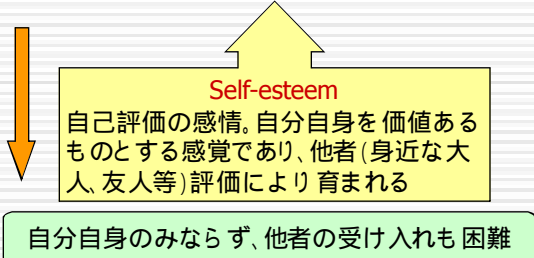 Self-esteem
自己評価の感情。自分自身を価値ある
ものとする感覚であり、他者(身近な大
人、友人等)評価により育まれる
自分自身のみならず、他者の受け入れも困難